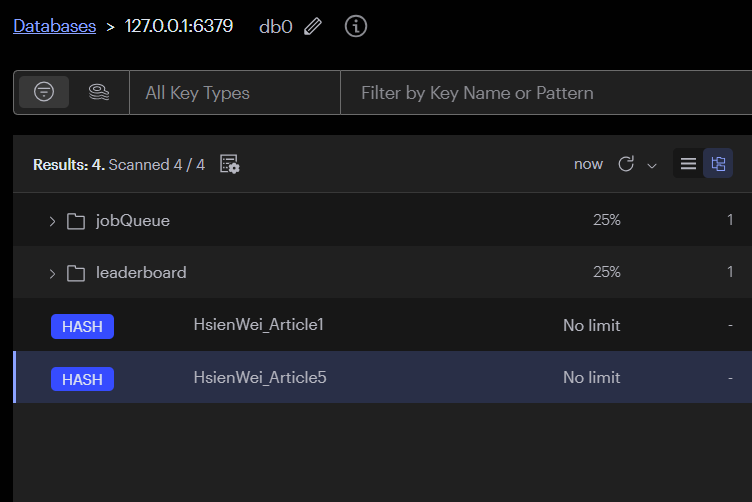 Databases > 127.0.0.1:6379 db0
All Key Types Filter by Key Name or Pattern
Results: 4. Scanned 4 / 4 now
jobQueue 25% 1
leaderboard 25% 1
HASH HsienWei_Article1 No limit -
HASH HsienWei_Article5 No limit -